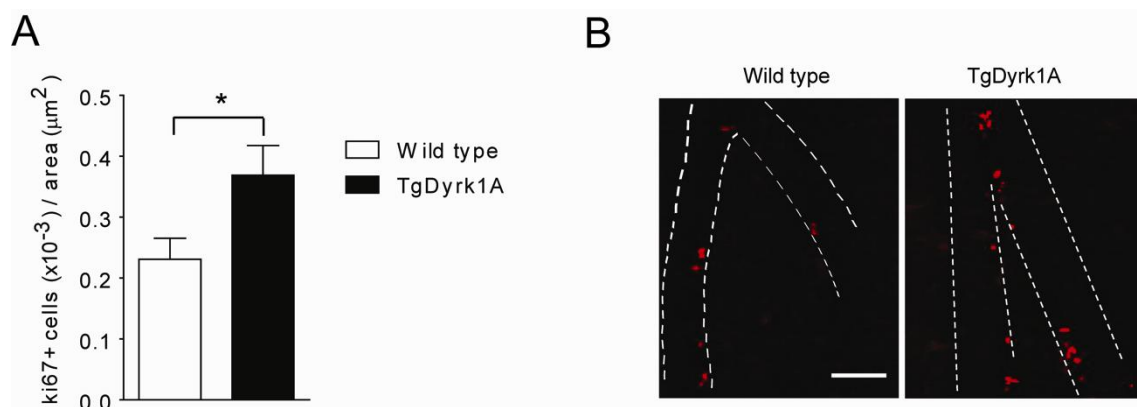 A
ki67+ cells (x10⁻³)/ area (μm²)
0.5
0.4
0.3
0.2
0.1
0.0
*
Wild type
TgDyrk1A
B
Wild type
TgDyrk1A